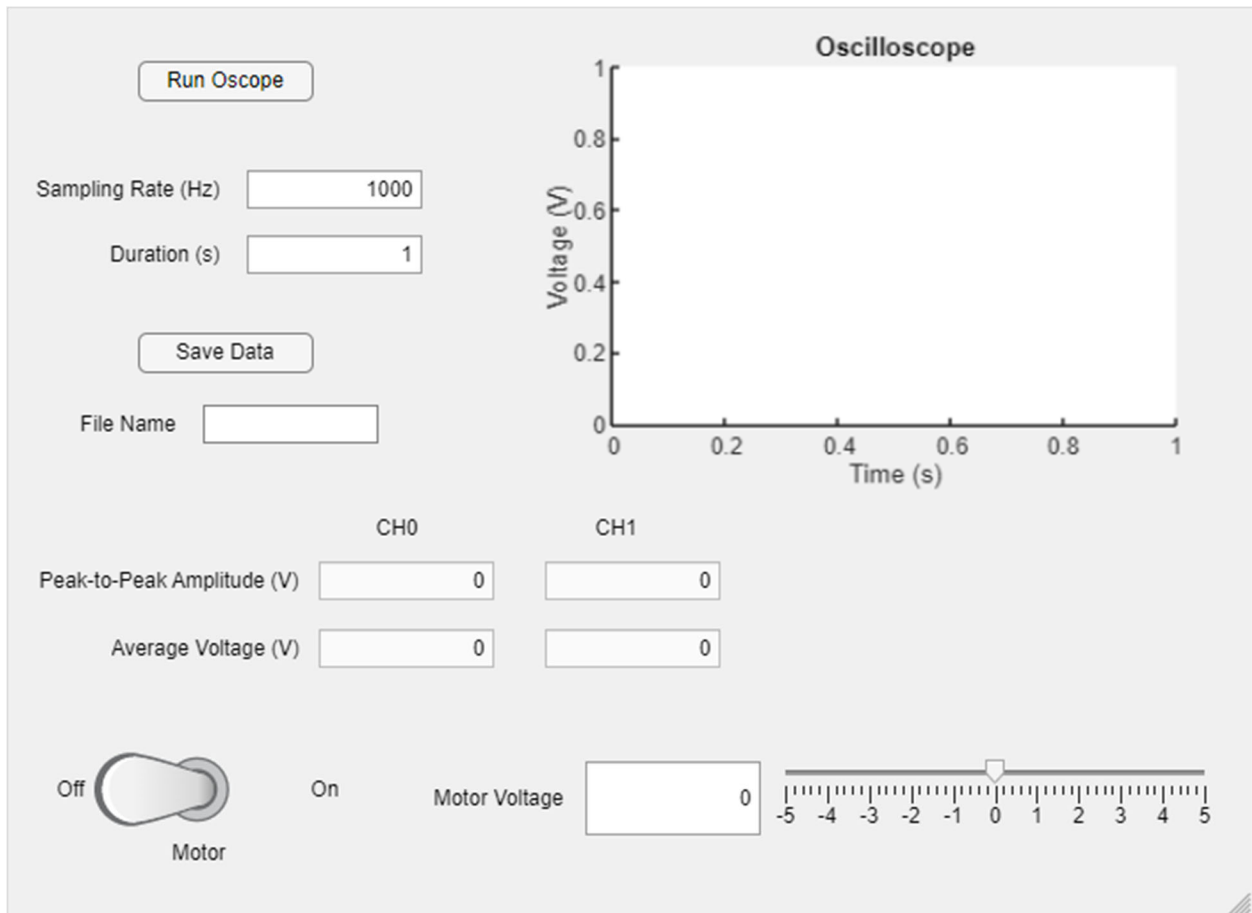 Oscilloscope
Run Oscope
Sampling Rate (Hz) 1000
Duration (s) 1
Save Data
File Name
Voltage (V)
1
0.8
0.6
0.4
0.2
0
0 0.2 0.4 0.6 0.8 1
Time (s)
CH0 CH1
Peak-to-Peak Amplitude (V) 0 0
Average Voltage (V) 0 0
Off On
Motor
Motor Voltage 0
-5 -4 -3 -2 -1 0 1 2 3 4 5